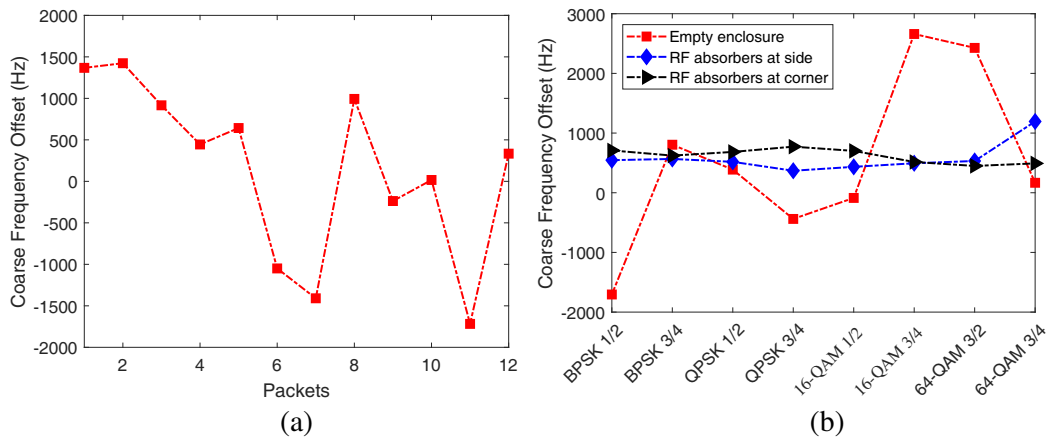 2000
1500
1000
500
0
-500
-1000
-1500
-2000
Coarse Frequency Offset (Hz)
2
4
6
8
10
12
Packets
(a)
3000
2000
1000
0
-1000
-2000
Coarse Frequency Offset (Hz)
Empty enclosure
RF absorbers at side
RF absorbers at corner
BPSK 1/2
BPSK 3/4
QPSK 1/2
QPSK 3/4
16-QAM 1/2
16-QAM 3/4
64-QAM 3/2
64-QAM 3/4
(b)